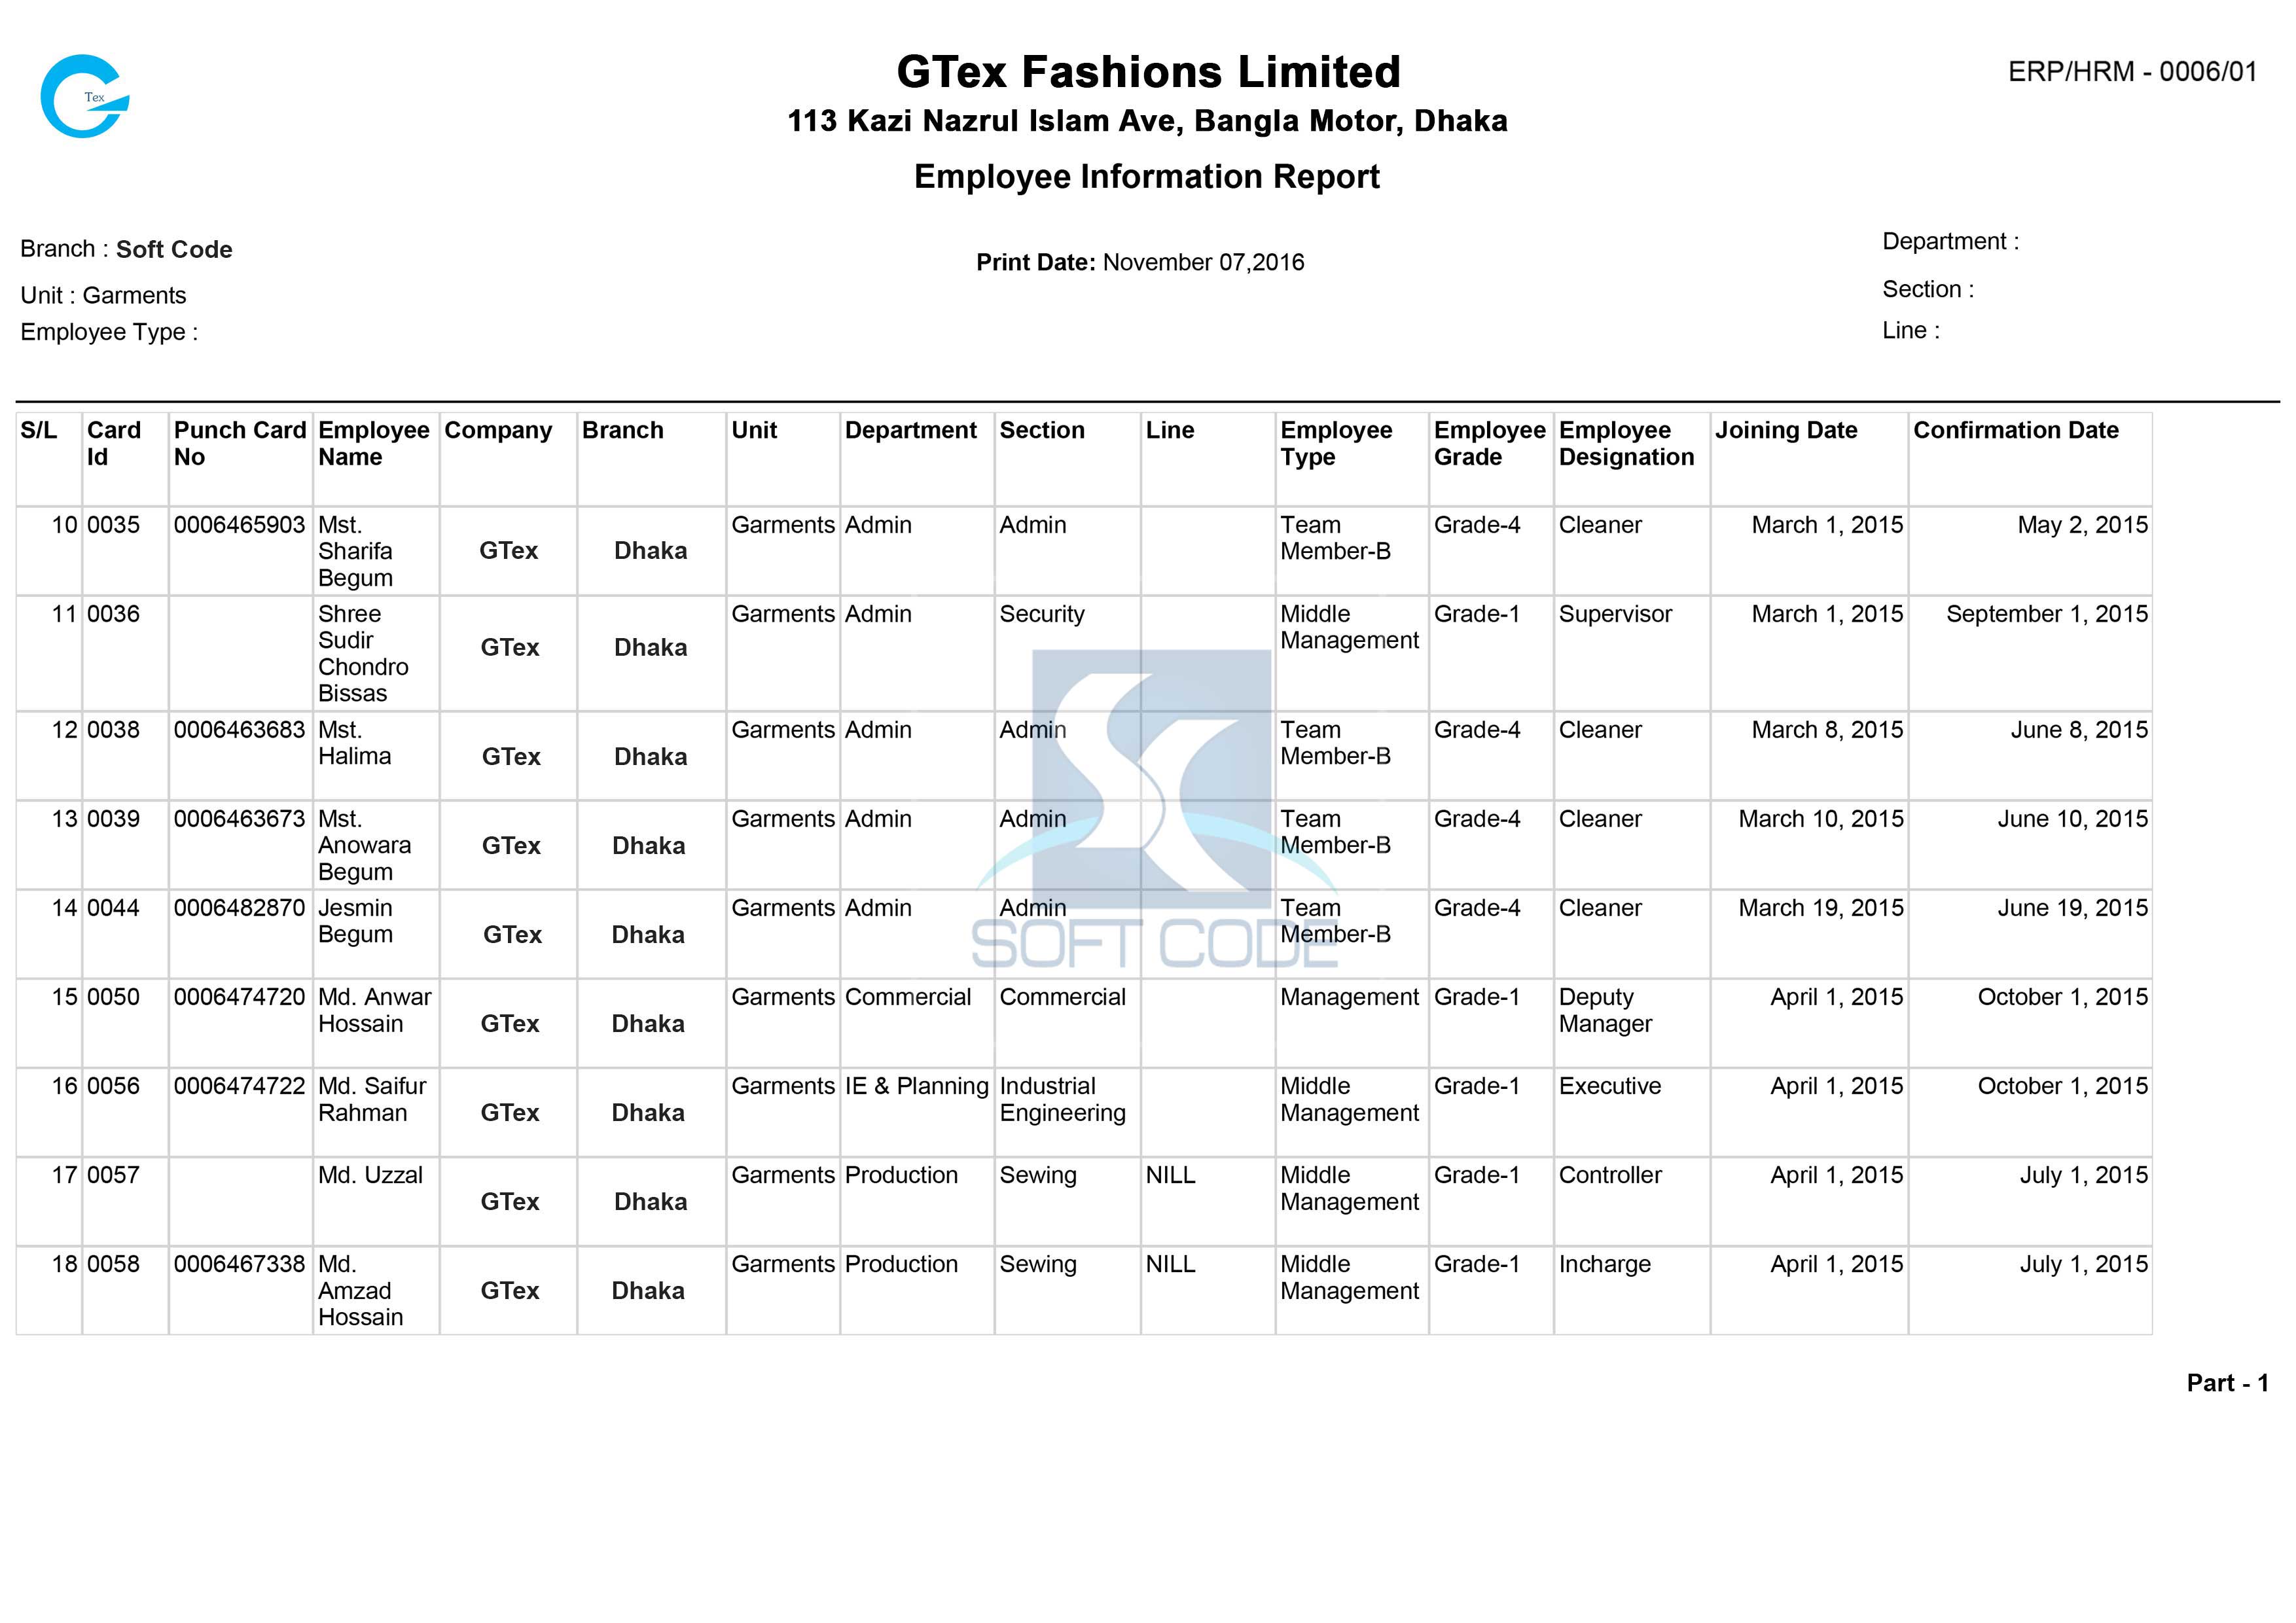 Tex
GTex Fashions Limited
ERP/HRM - 0006/01
113 Kazi Nazrul Islam Ave, Bangla Motor, Dhaka
Employee Information Report
Branch : Soft Code
Unit : Garments
Employee Type :
Print Date: November 07,2016
Department :
Section :
Line :
S/L Card Punch Card Employee Company Branch Unit Department Section Line Employee Employee Employee Joining Date Confirmation Date
Id No Name Type Grade Designation
10 0035 0006465903 Mst. Garments Admin Admin Team Grade-4 Cleaner March 1, 2015 May 2, 2015
Sharifa GTex Dhaka Member-B
Begum
11 0036 Shree Garments Admin Security Middle Grade-1 Supervisor March 1, 2015 September 1, 2015
Sudir GTex Dhaka Management
Chondro
Bissas
12 0038 0006463683 Mst. Garments Admin Admin Team Grade-4 Cleaner March 8, 2015 June 8, 2015
Halima GTex Dhaka Member-B
13 0039 0006463673 Mst. Garments Admin Admin Team Grade-4 Cleaner March 10, 2015 June 10, 2015
Anowara GTex Dhaka Member-B
Begum
14 0044 0006482870 Jesmin Garments Admin Admin Team Grade-4 Cleaner March 19, 2015 June 19, 2015
Begum GTex Dhaka Member-B
SOFT CODE
15 0050 0006474720 Md. Anwar Garments Commercial Commercial Management Grade-1 Deputy April 1, 2015 October 1, 2015
Hossain GTex Dhaka Manager
16 0056 0006474722 Md. Saifur Garments IE & Planning Industrial Middle Grade-1 Executive April 1, 2015 October 1, 2015
Rahman GTex Dhaka Engineering Management
17 0057 Md. Uzzal Garments Production Sewing NILL Middle Grade-1 Controller April 1, 2015 July 1, 2015
GTex Dhaka Management
18 0058 0006467338 Md. Garments Production Sewing NILL Middle Grade-1 Incharge April 1, 2015 July 1, 2015
Amzad GTex Dhaka Management
Hossain
Part - 1